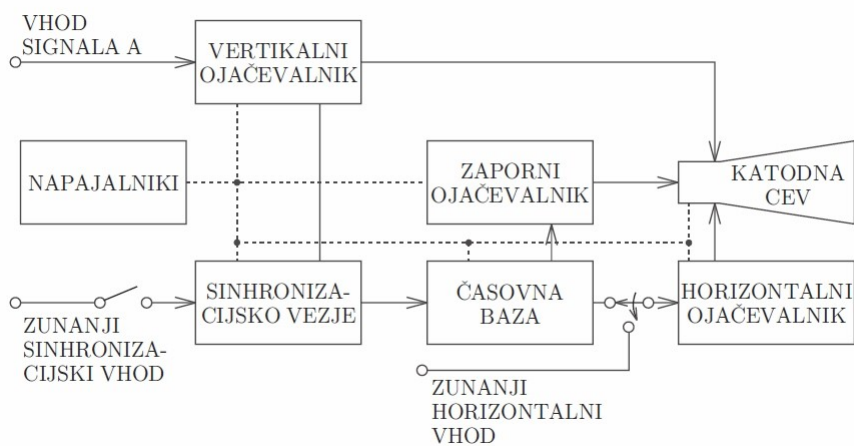 VHOD
SIGNALA A
VERTIKALNI
OJAČEVALNIK
NAPAJALNIKI
ZAPORNI
OJAČEVALNIK
KATODNA
CEV
SINHRONIZA-
CIJSKO VEZJE
ČASOVNA
BAZA
HORIZONTALNI
OJAČEVALNIK
ZUNANJI
SINHRONIZA-
CIJSKI VHOD
ZUNANJI
HORIZONTALNI
VHOD